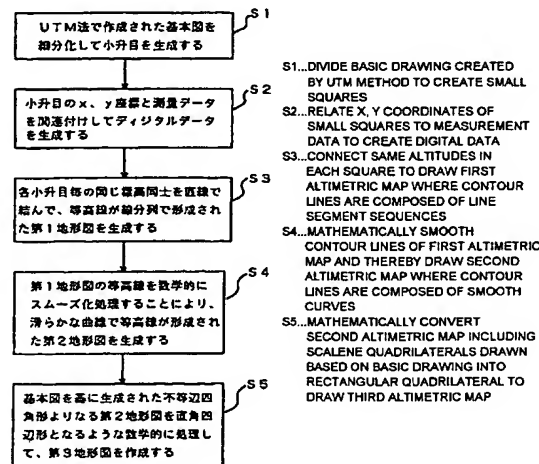 S1
UTM法で作成された基本図を
細分化して小升目を生成する
S2
小升目のx、y座標と測量データ
を関連付けしてディジタルデータ
を生成する
S3
各小升目毎の同じ標高同士を直線で
結んで、等高線が線分列で形成され
た第1地形図を生成する
S4
第1地形図の等高線を数学的に
スムーズ化処理することにより、
滑らかな曲線で等高線が形成され
た第2地形図を生成する
S5
基本図を基に生成された不等辺四
角形よりなる第2地形図を直角四
辺形となるような数学的に処理し
て、第3地形図を作成する
S1...DIVIDE BASIC DRAWING CREATED
BY UTM METHOD TO CREATE SMALL
SQUARES
S2...RELATE X, Y COORDINATES OF
SMALL SQUARES TO MEASUREMENT
DATA TO CREATE DIGITAL DATA
S3...CONNECT SAME ALTITUDES IN
EACH SQUARE TO DRAW FIRST
ALTIMETRIC MAP WHERE CONTOUR
LINES ARE COMPOSED OF LINE
SEGMENT SEQUENCES
S4...MATHEMATICALLY SMOOTH
CONTOUR LINES OF FIRST ALTIMETRIC
MAP AND THEREBY DRAW SECOND
ALTIMETRIC MAP WHERE CONTOUR
LINES ARE COMPOSED OF SMOOTH
CURVES
S5...MATHEMATICALLY CONVERT
SECOND ALTIMETRIC MAP INCLUDING
SCALENE QUADRILATERALS DRAWN
BASED ON BASIC DRAWING INTO
RECTANGULAR QUADRILATERAL TO
DRAW THIRD ALTIMETRIC MAP